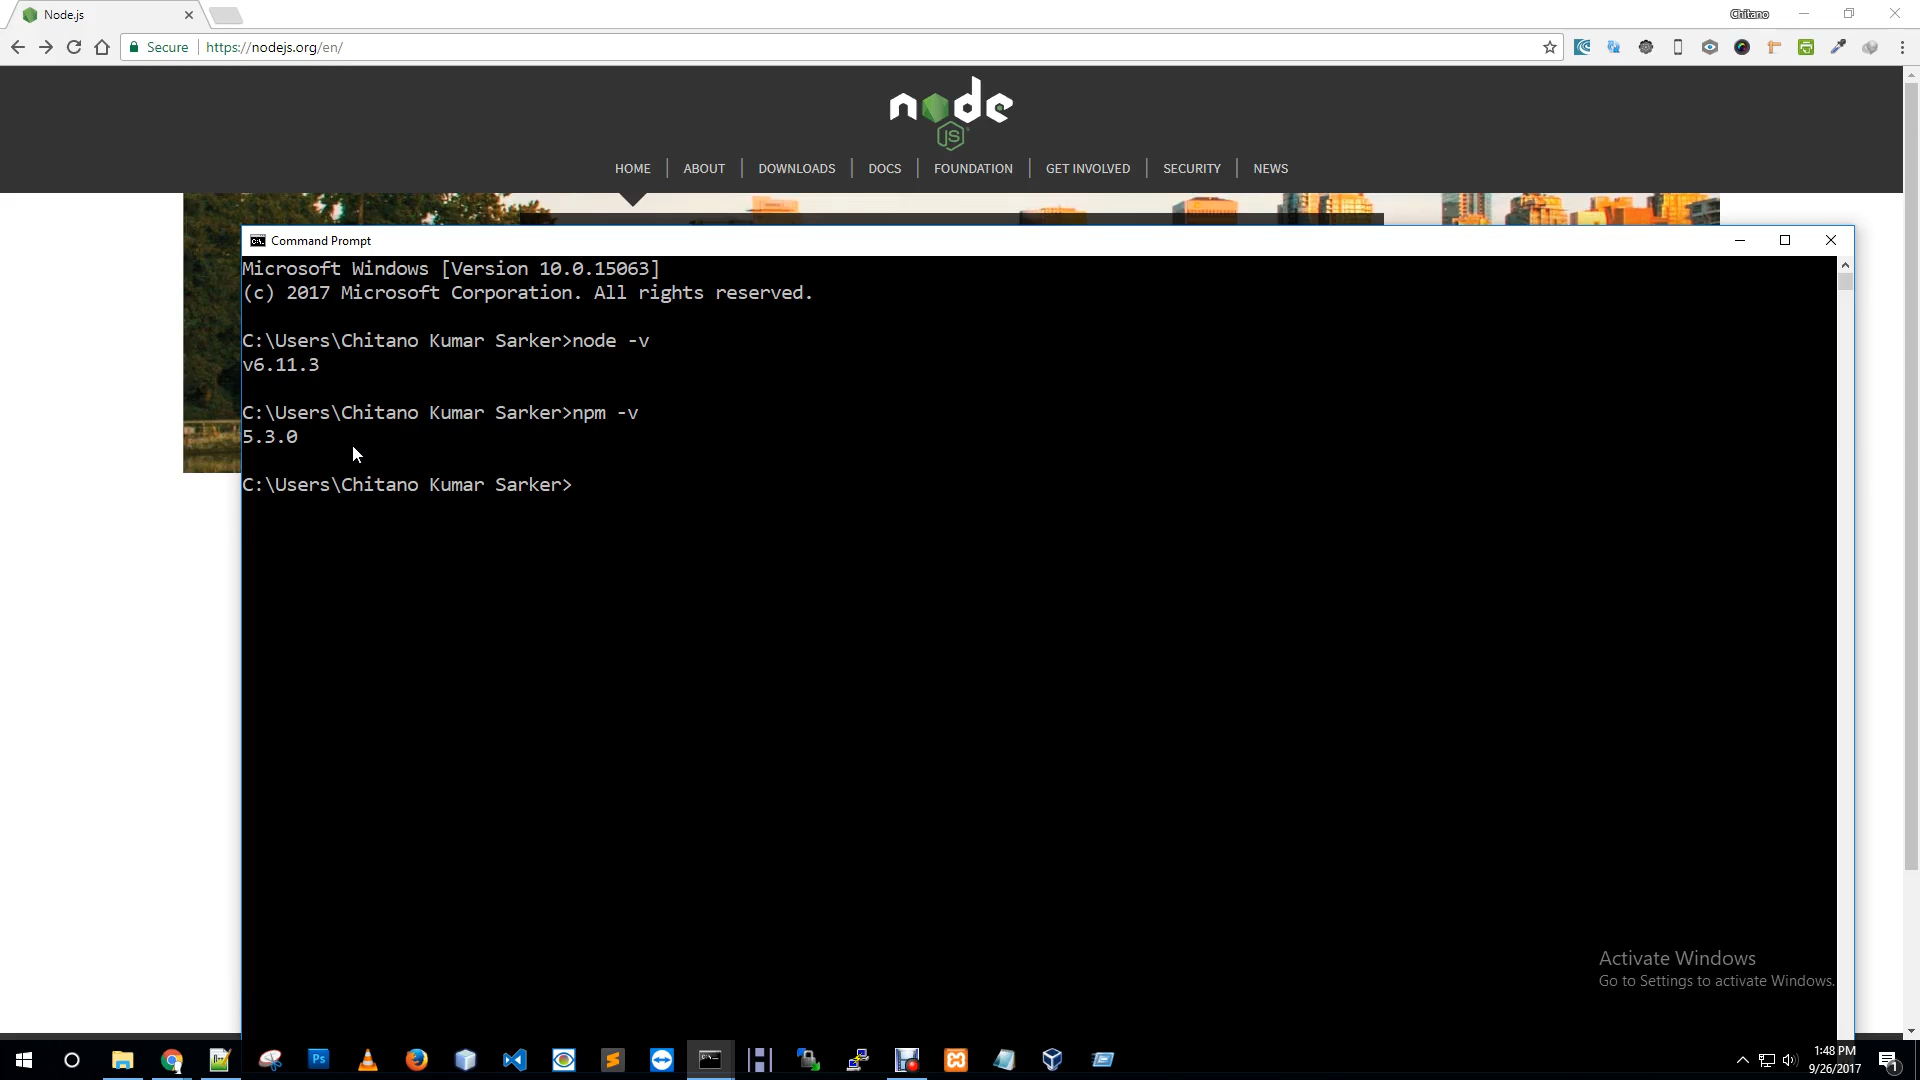 Node.js
Chitano
Secure
https://nodejs.org/en/
node
JS
HOME
ABOUT
DOWNLOADS
DOCS
FOUNDATION
GET INVOLVED
SECURITY
NEWS
Command Prompt
Microsoft Windows [Version 10.0.15063]
(c) 2017 Microsoft Corporation. All rights reserved.
C:\Users\Chitano Kumar Sarker>node -v
v6.11.3
C:\Users\Chitano Kumar Sarker>npm -v
5.3.0
C:\Users\Chitano Kumar Sarker>
Activate Windows
Go to Settings to activate Windows.
Ps
1:48 PM
9/26/2017
1